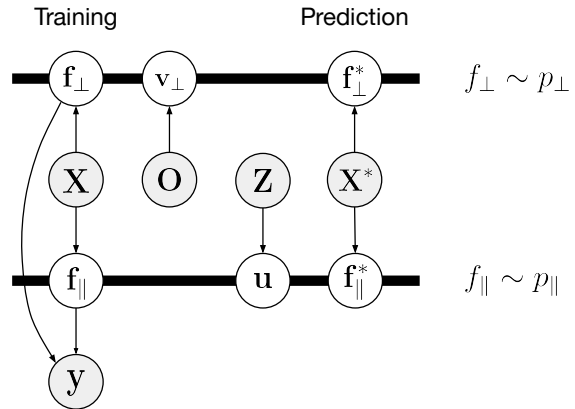 Training Prediction
f⊥ v⊥ f*⊥ f⊥ ∼ p⊥
X O Z X*
f∥ u f*∥ f∥ ∼ p∥
y